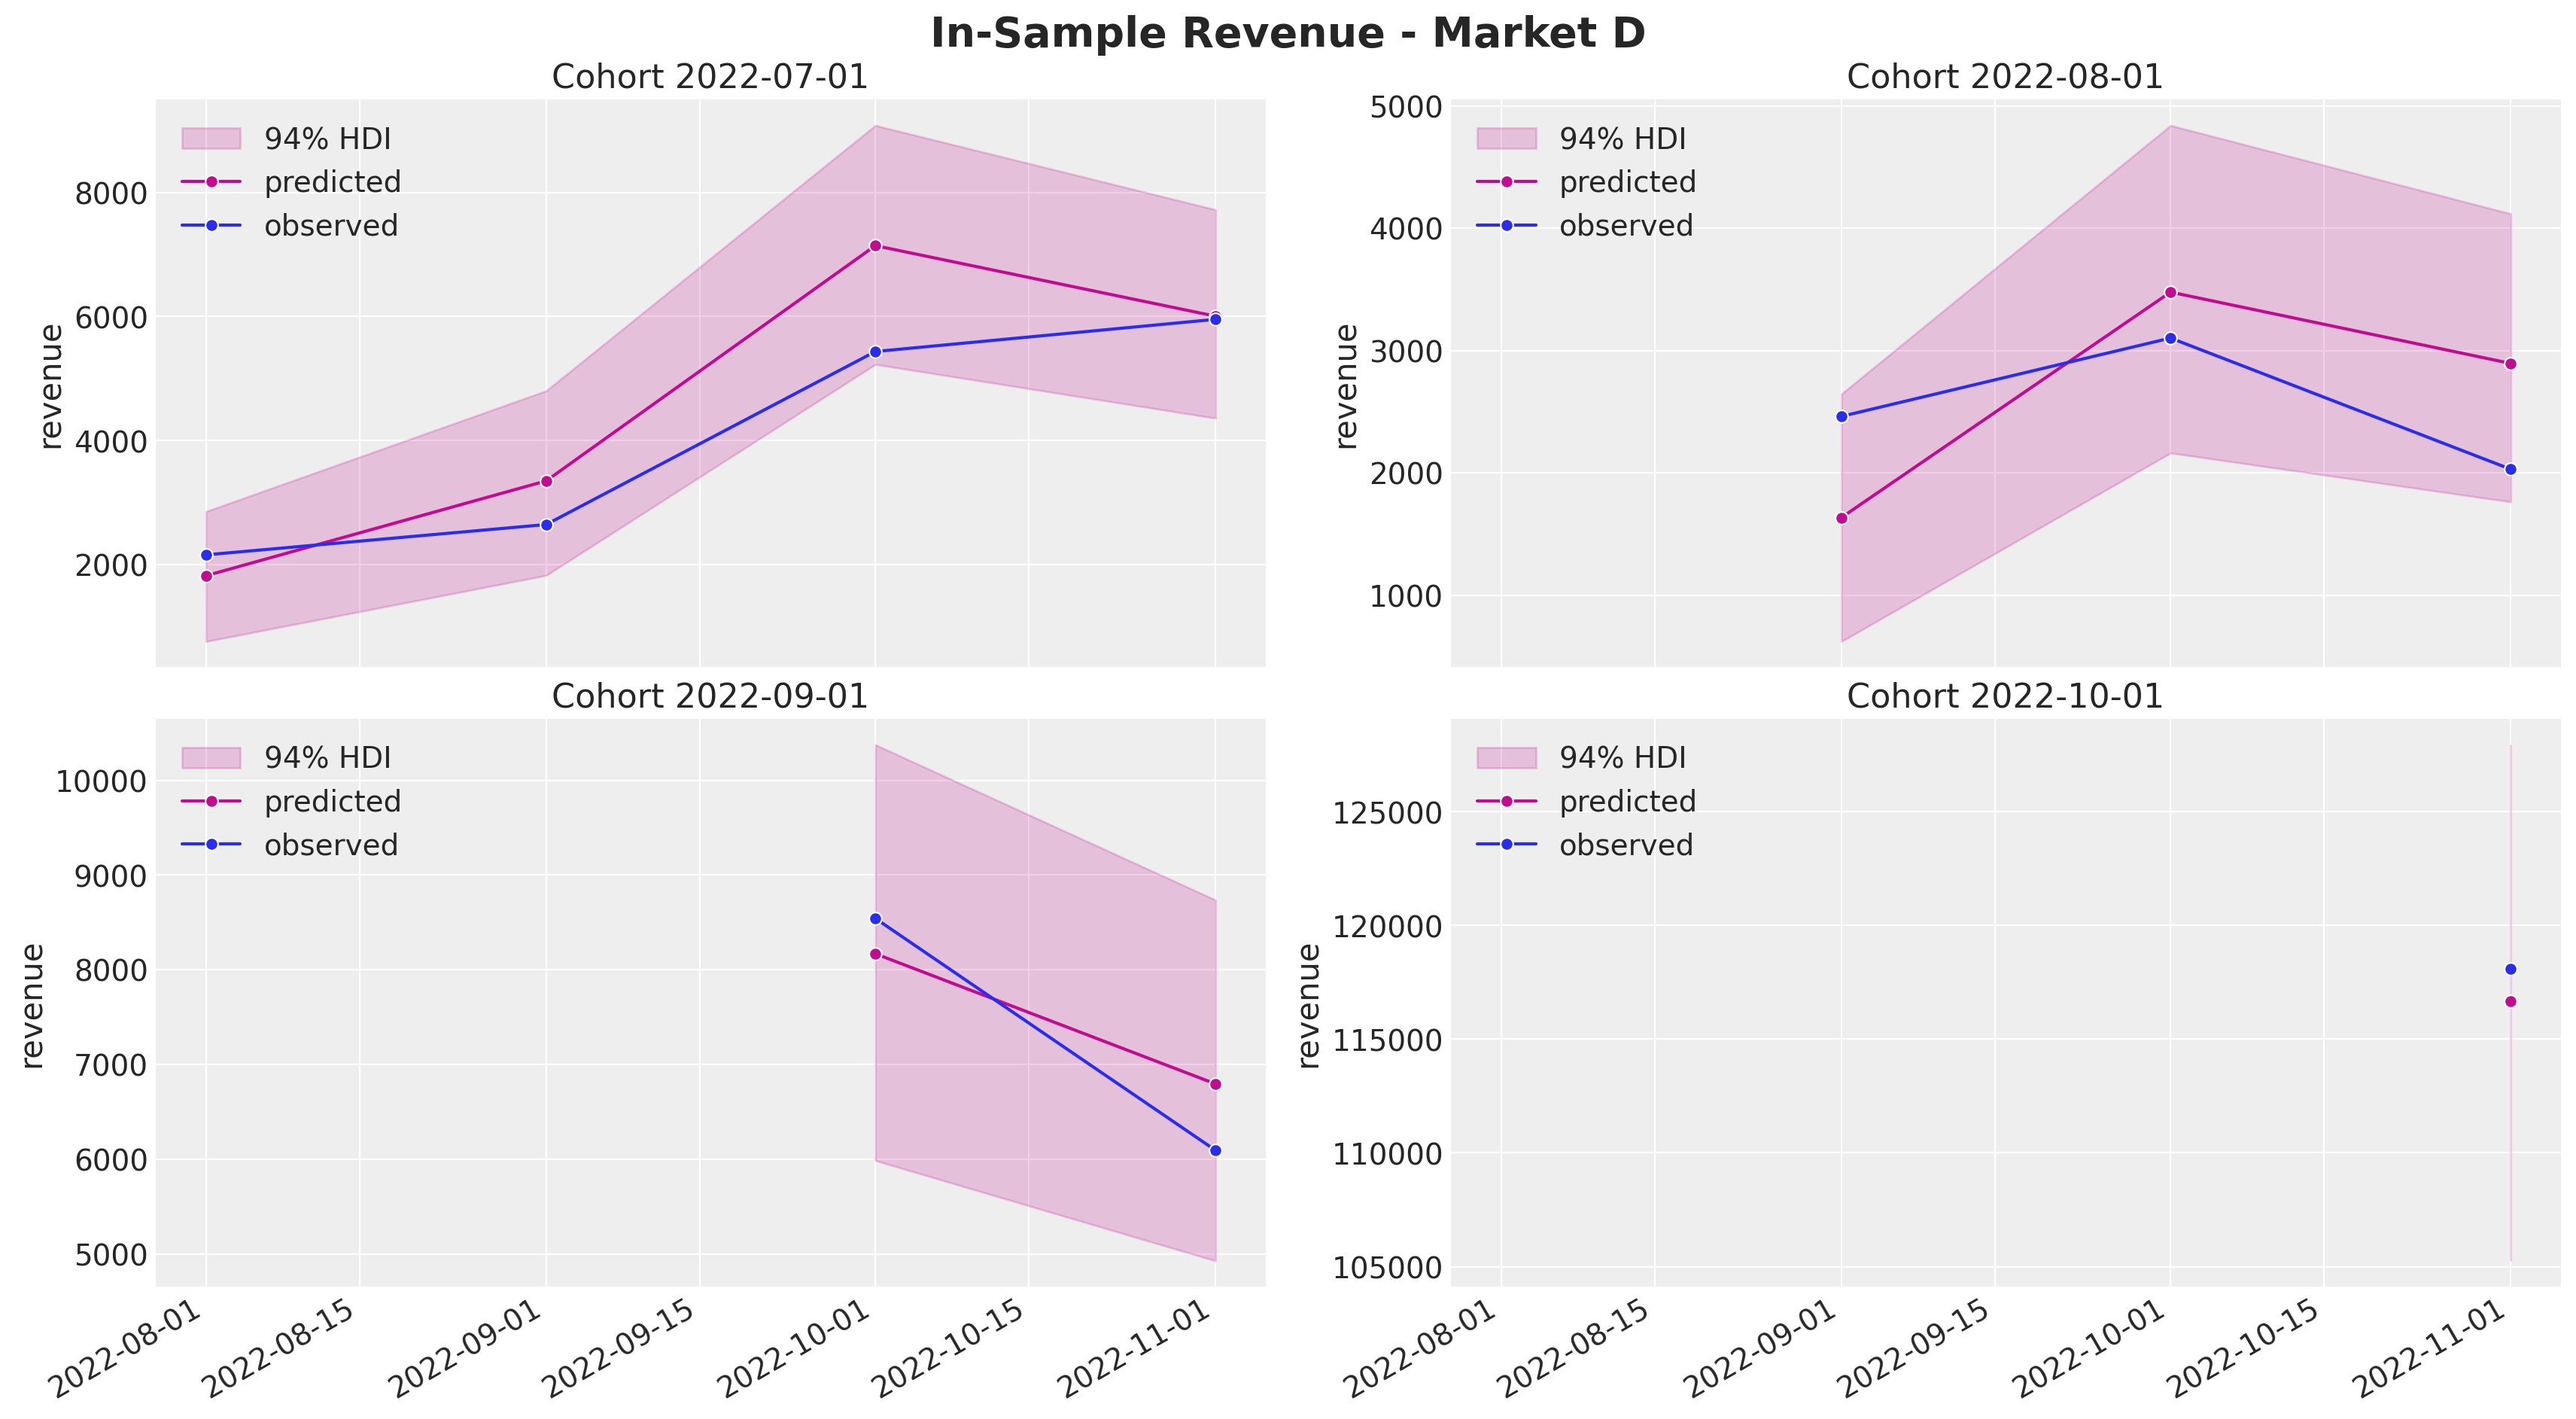 In-Sample Revenue - Market D
Cohort 2022-07-01
94% HDI
predicted
observed
revenue
8000
6000
4000
2000
Cohort 2022-08-01
94% HDI
predicted
observed
revenue
5000
4000
3000
2000
1000
Cohort 2022-09-01
94% HDI
predicted
observed
revenue
10000
9000
8000
7000
6000
5000
2022-08-01
2022-08-15
2022-09-01
2022-09-15
2022-10-01
2022-10-15
2022-11-01
Cohort 2022-10-01
94% HDI
predicted
observed
revenue
125000
120000
115000
110000
105000
2022-08-01
2022-08-15
2022-09-01
2022-09-15
2022-10-01
2022-10-15
2022-11-01